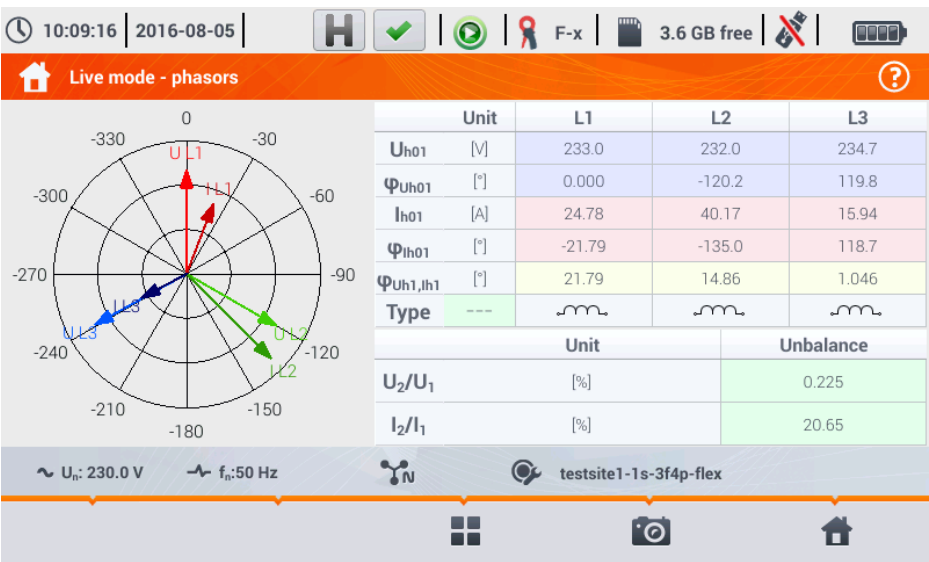 10:09:16 2016-08-05 H F-x 3.6 GB free
Live mode - phasors ?
0
-330 -30
U L1
I L1
-300 -60
-270 -90
I L3
U L3 U L2
-240 -120
I L2
-210 -150
-180
Unit L1 L2 L3
Uh01 [V] 233.0 232.0 234.7
φUh01 [°] 0.000 -120.2 119.8
Ih01 [A] 24.78 40.17 15.94
φIh01 [°] -21.79 -135.0 118.7
φUh1,Ih1 [°] 21.79 14.86 1.046
Type ---
Unit Unbalance
U2/U1 [%] 0.225
I2/I1 [%] 20.65
Un: 230.0 V fn:50 Hz N testsite1-1s-3f4p-flex